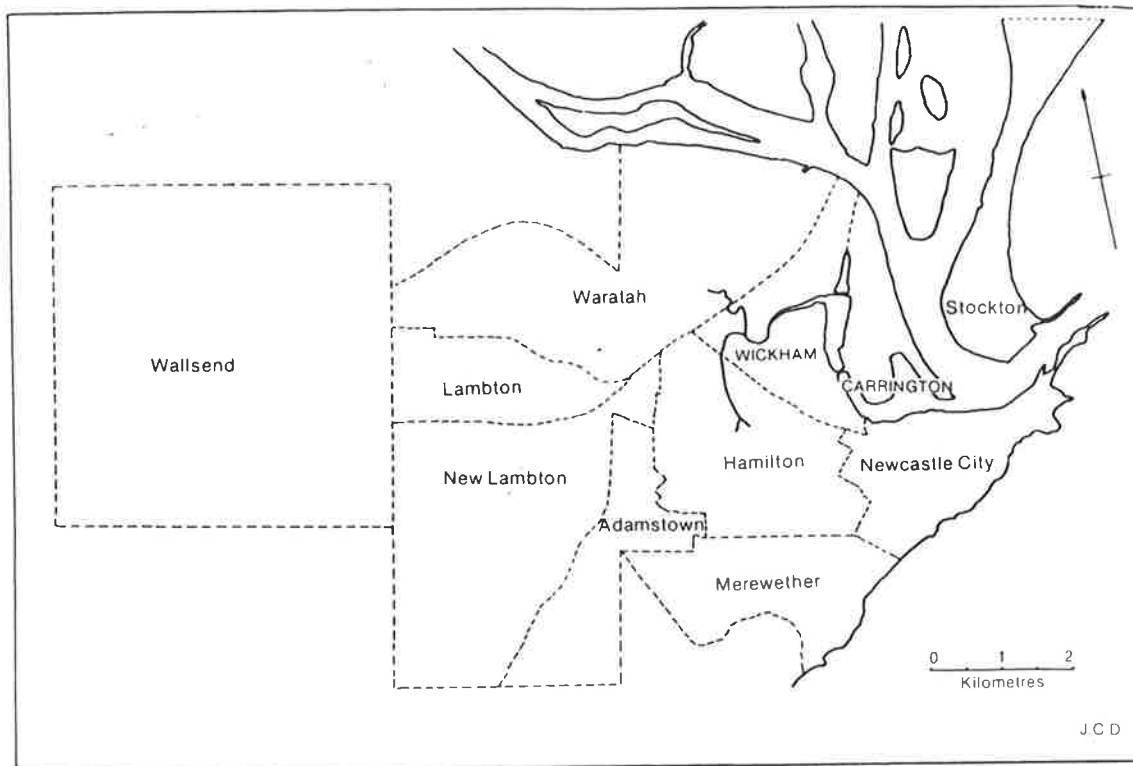 Stockton
Waratah
Wallsend
WICKHAM
Lambton
CARRINGTON
Hamilton
Newcastle City
New Lambton
Adamstown
Merewether
0 1 2
Kilometres
J.C D